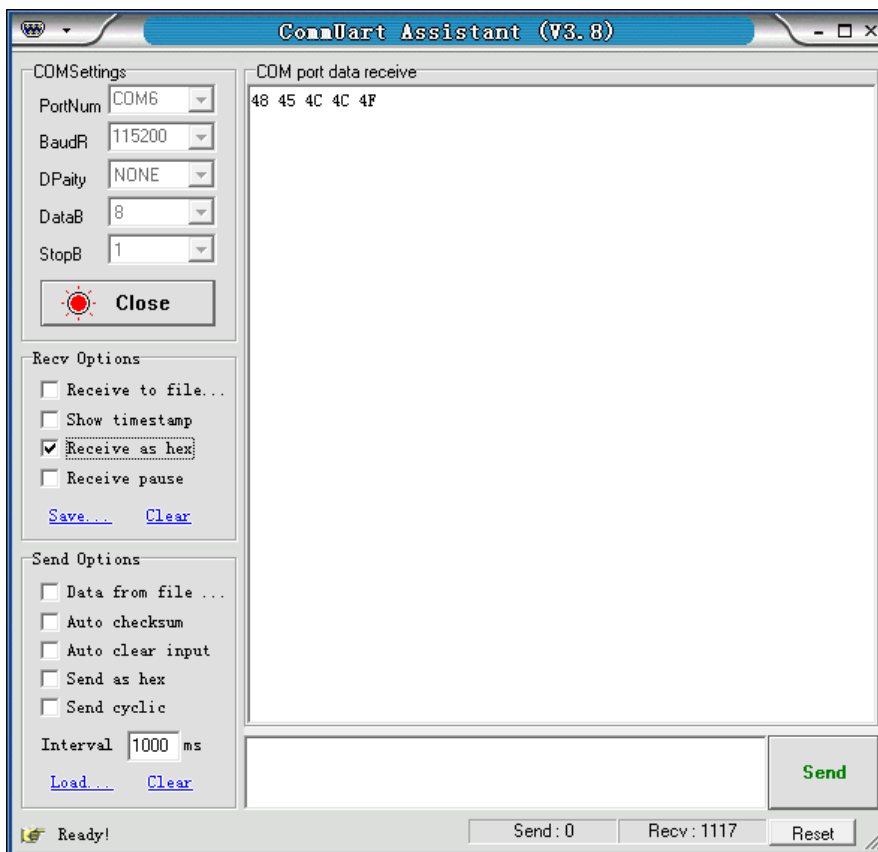 CommUart Assistant (V3.8)
COMSettings
PortNum COM6
BaudR 115200
DPaity NONE
DataB 8
StopB 1
Close
Recv Options
Receive to file...
Show timestamp
Receive as hex
Receive pause
Save... Clear
Send Options
Data from file ...
Auto checksum
Auto clear input
Send as hex
Send cyclic
Interval 1000 ms
Load... Clear
COM port data receive
48 45 4C 4C 4F
Send
Ready!
Send : 0
Recv : 1117
Reset